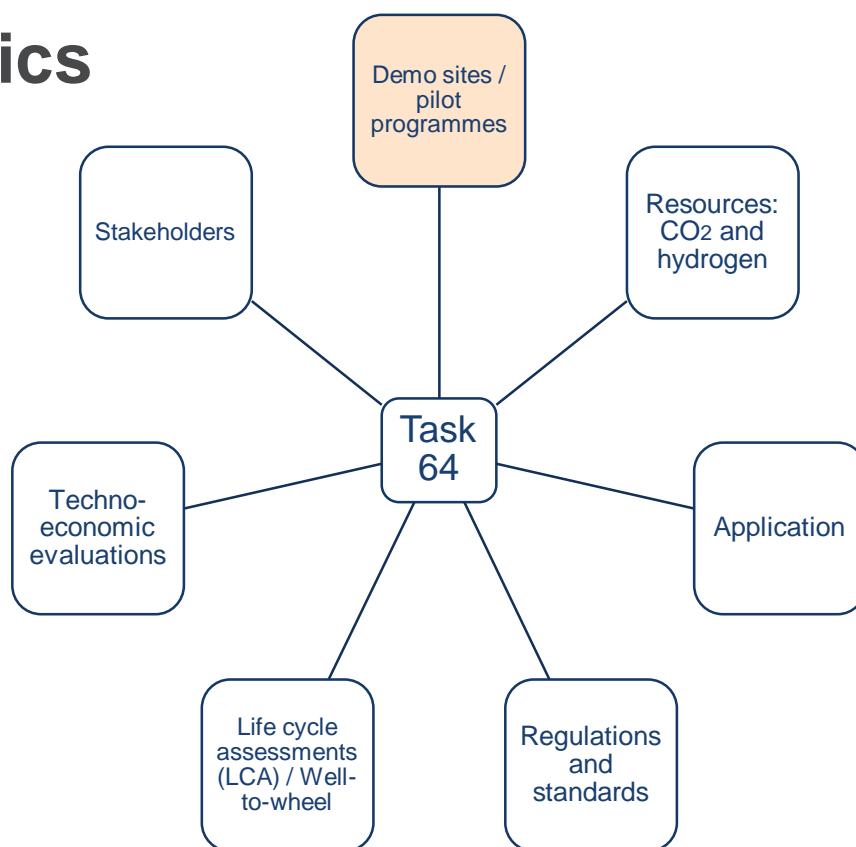 ics
Demo sites /
pilot
programmes
Stakeholders
Resources:
CO2 and
hydrogen
Task
64
Techno-
economic
evaluations
Application
Life cycle
assessments
(LCA) / Well-
to-wheel
Regulations
and
standards